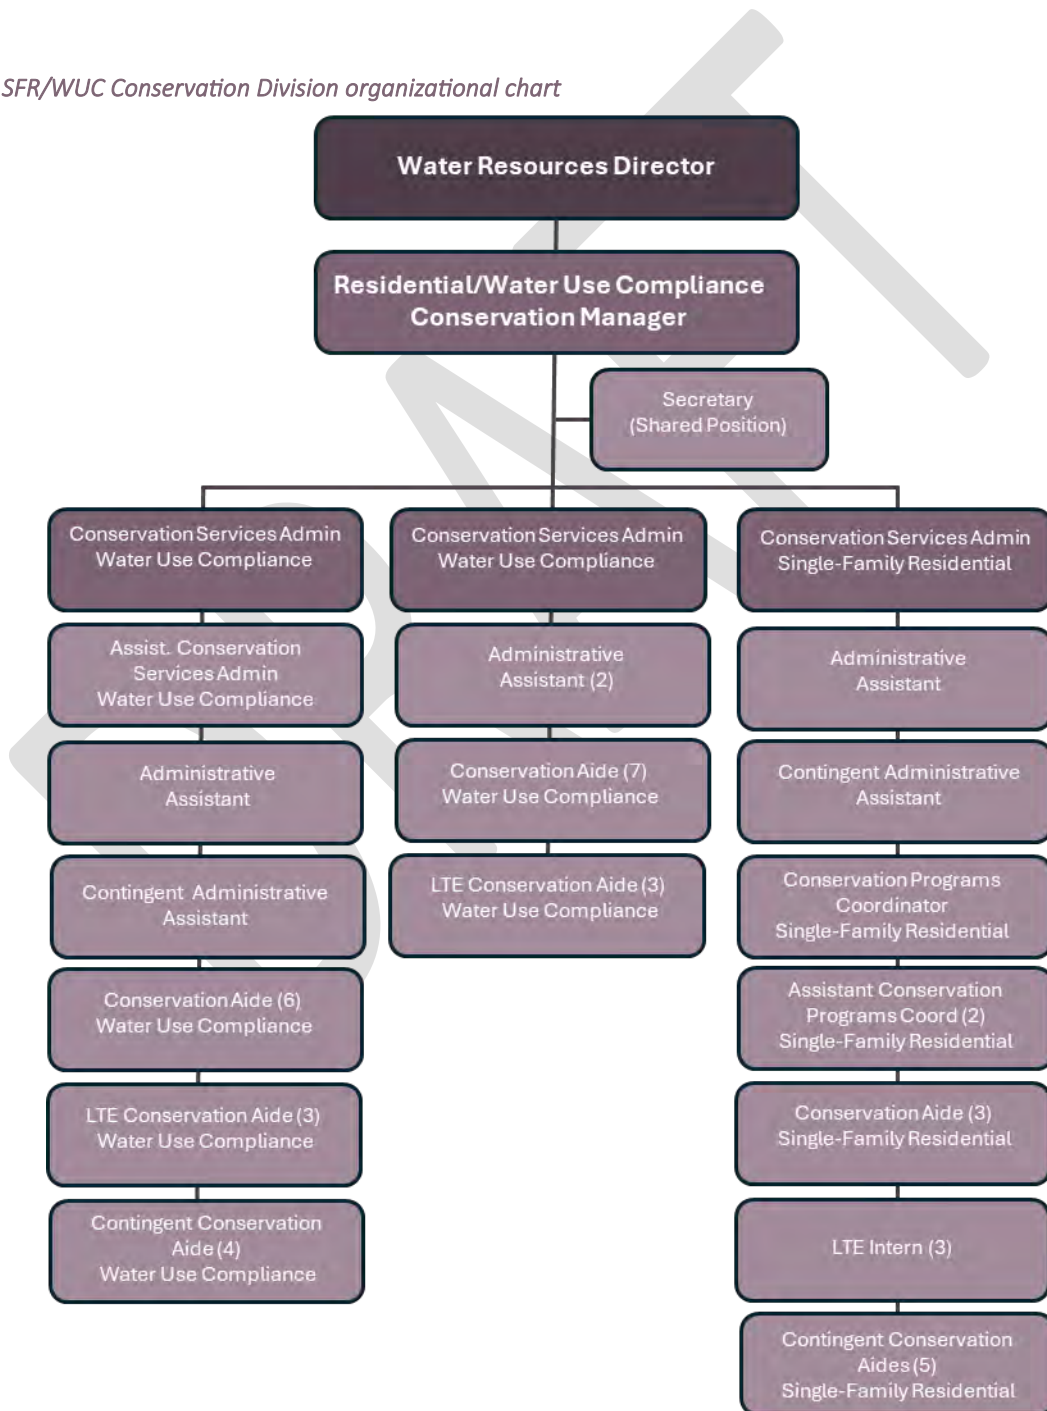 SFR/WUC Conservation Division organizational chart
Water Resources Director
Residential/Water Use Compliance
Conservation Manager
Secretary
(Shared Position)
Conservation Services Admin
Water Use Compliance
Assist. Conservation
Services Admin
Water Use Compliance
Administrative
Assistant
Contingent Administrative
Assistant
Conservation Aide (6)
Water Use Compliance
LTE Conservation Aide (3)
Water Use Compliance
Contingent Conservation
Aide (4)
Water Use Compliance
Conservation Services Admin
Water Use Compliance
Administrative
Assistant (2)
Conservation Aide (7)
Water Use Compliance
LTE Conservation Aide (3)
Water Use Compliance
Conservation Services Admin
Single-Family Residential
Administrative
Assistant
Contingent Administrative
Assistant
Conservation Programs
Coordinator
Single-Family Residential
Assistant Conservation
Programs Coord (2)
Single-Family Residential
Conservation Aide (3)
Single-Family Residential
LTE Intern (3)
Contingent Conservation
Aides (5)
Single-Family Residential
DRAFT